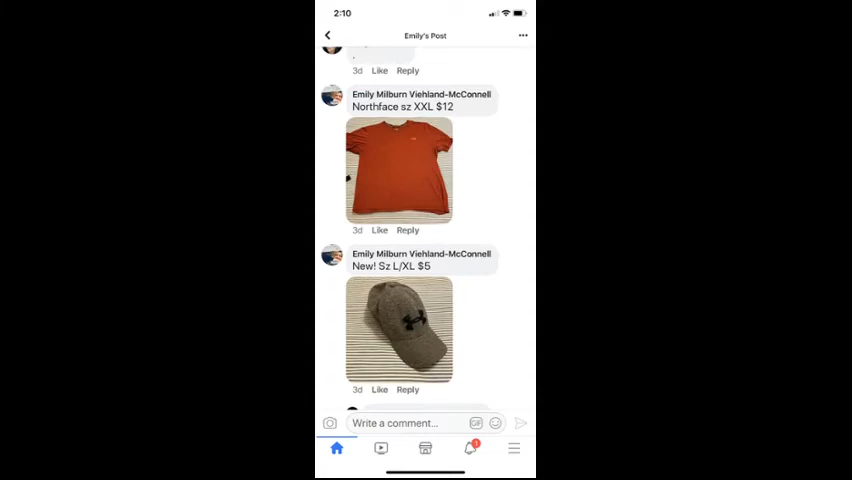 2:10
Emily's Post
.
3d Like Reply
Emily Milburn Viehland-McConnell
Northface sz XXL $12
3d Like Reply
Emily Milburn Viehland-McConnell
New! Sz L/XL $5
3d Like Reply
Write a comment...
GIF
1